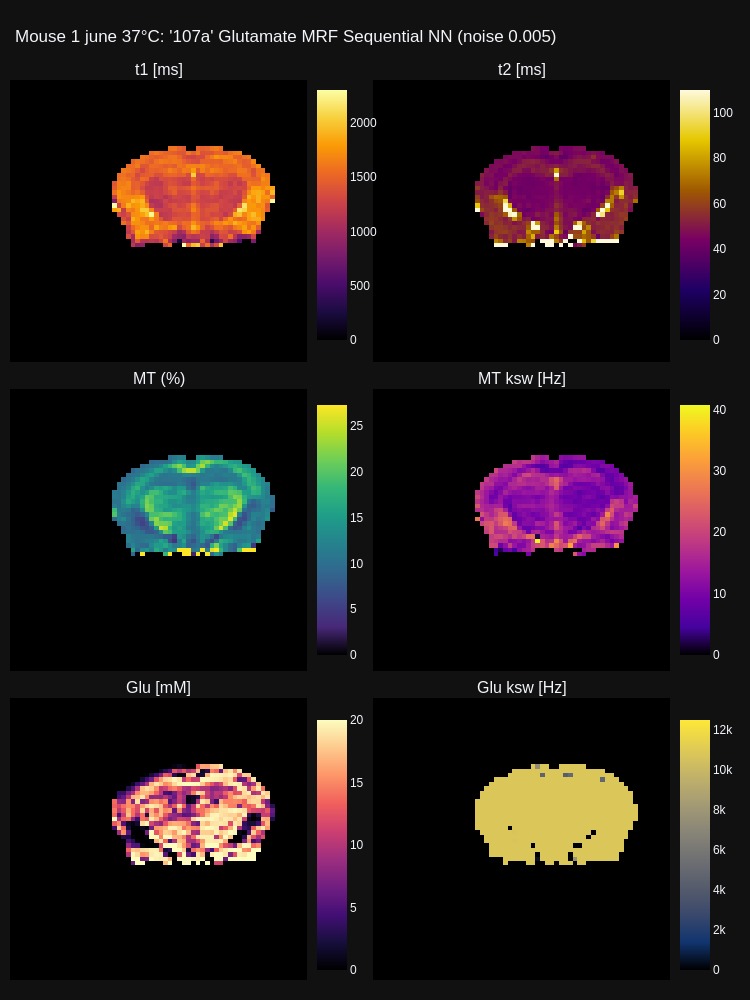 Mouse 1 june 37°C: '107a' Glutamate MRF Sequential NN (noise 0.005)
t1 [ms]
t2 [ms]
2000
1500
1000
500
0
100
80
60
40
20
0
MT (%)
MT ksw [Hz]
25
20
15
10
5
0
40
30
20
10
0
Glu [mM]
Glu ksw [Hz]
20
15
10
5
0
12k
10k
8k
6k
4k
2k
0